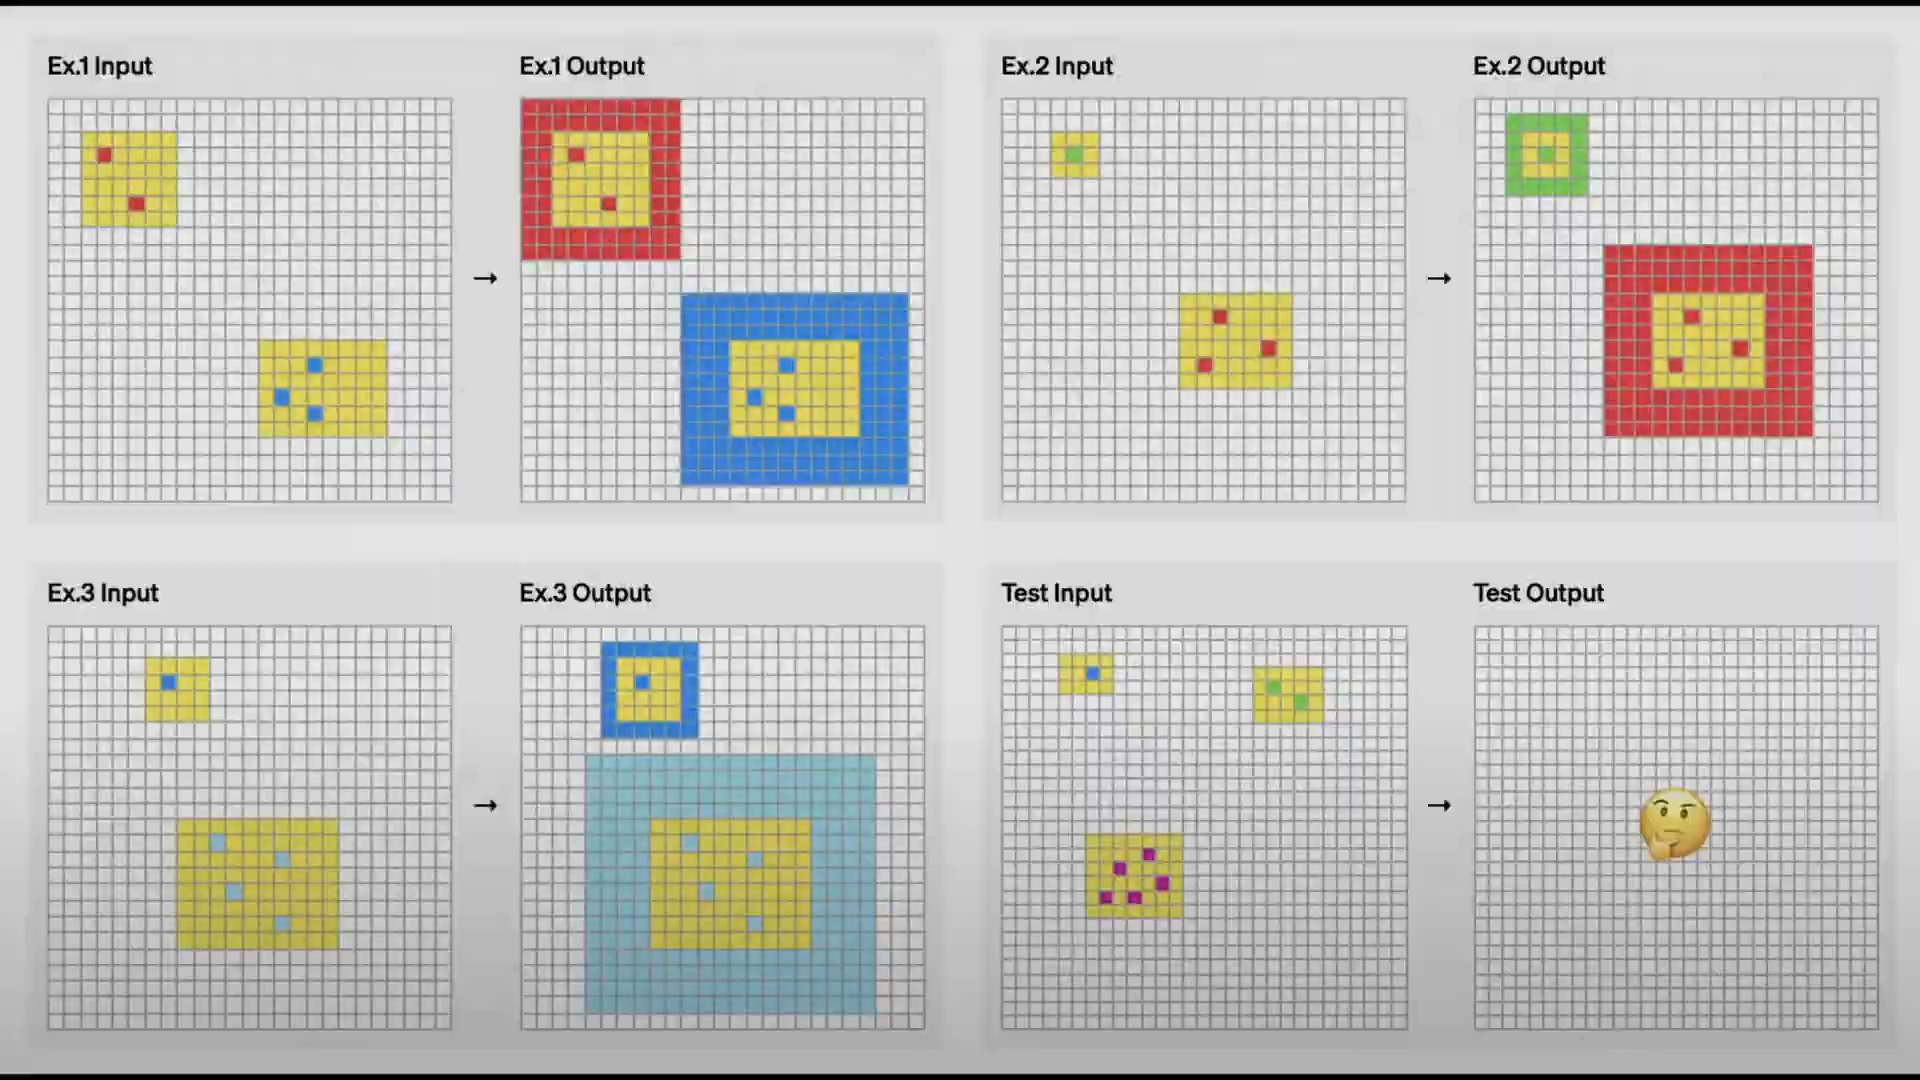 Ex.1 Input
Ex.1 Output
Ex.2 Input
Ex.2 Output
→
→
Ex.3 Input
Ex.3 Output
Test Input
Test Output
→
→